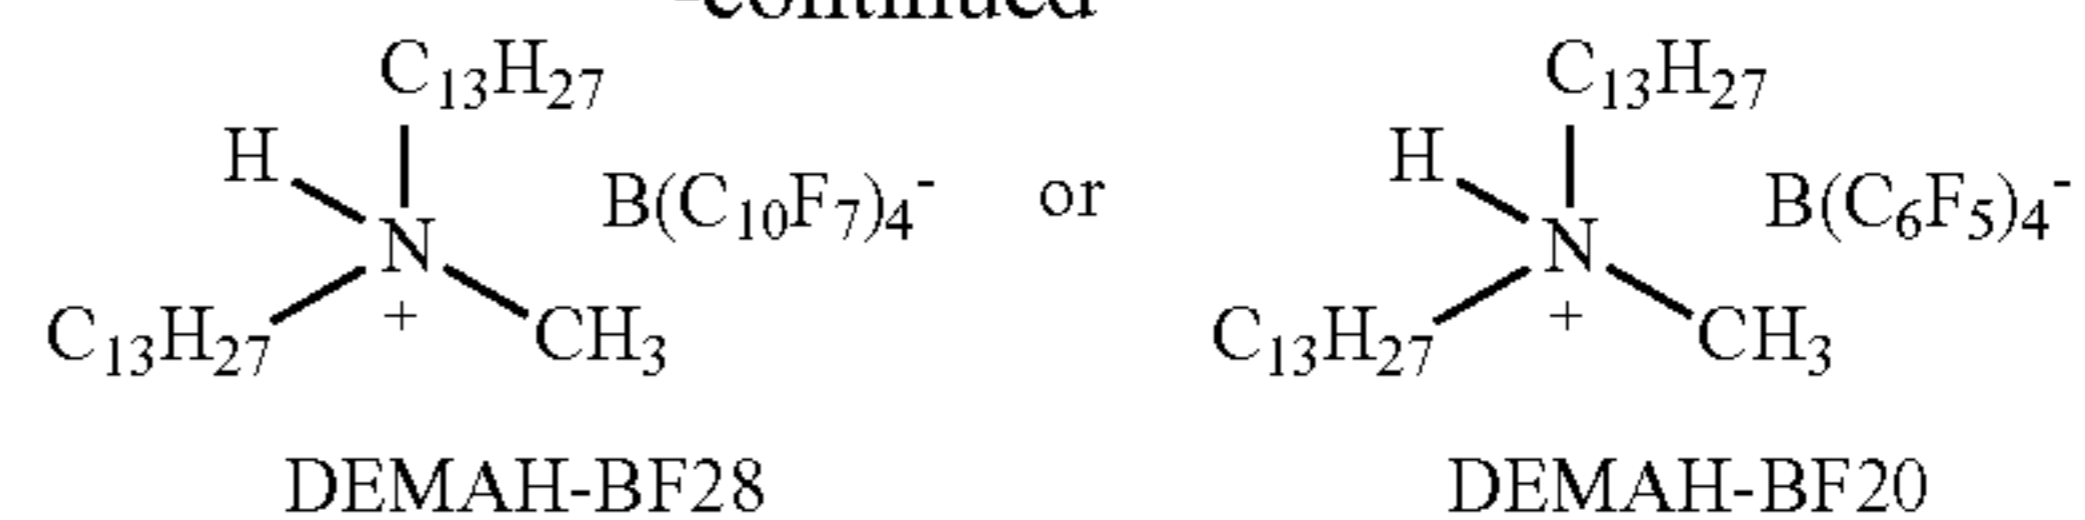 -continued
C13H27 C13H27
H H
B(C10F7)4- or B(C6F5)4-
N N
+ +
C13H27 CH3 C13H27 CH3
DEMAH-BF28 DEMAH-BF20